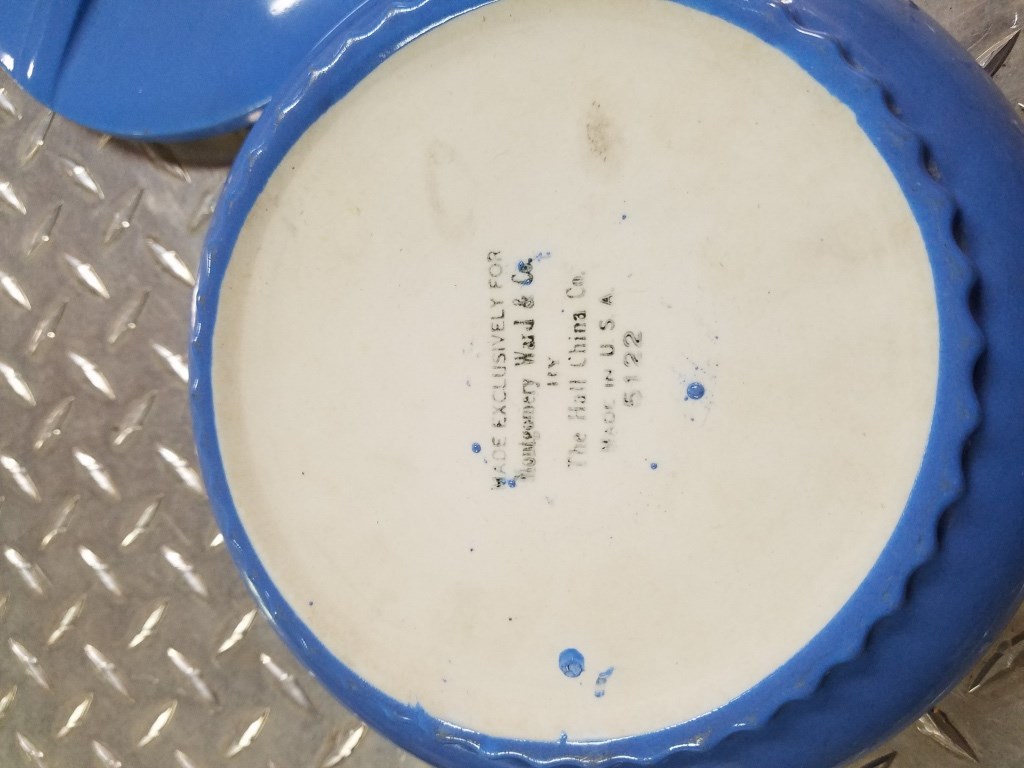 MADE EXCLUSIVELY FOR
Montgomery Ward & Co.
by
The Hall China Co.
MADE IN U.S.A.
5122